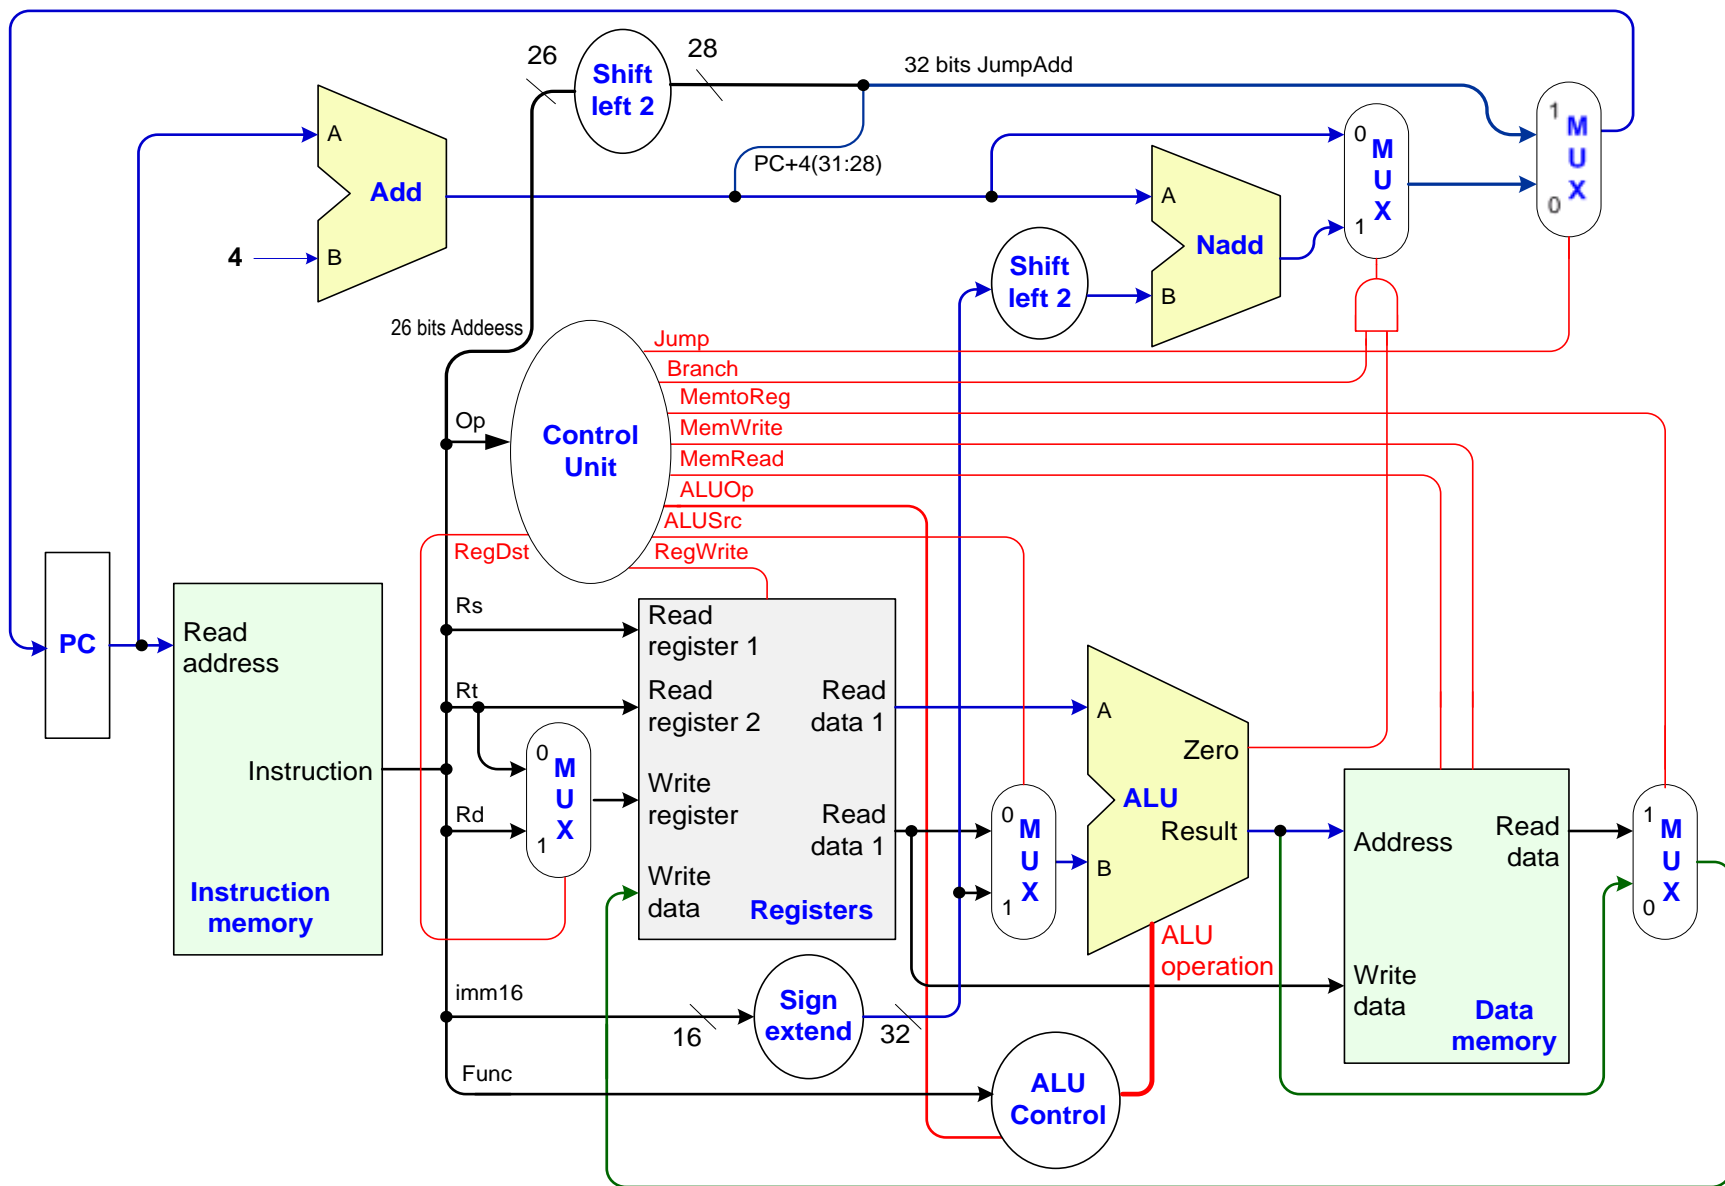 26
28
Shift
left 2
32 bits JumpAdd
1
M
U
X
0
A
Add
B
4
PC+4(31:28)
0
M
U
X
1
A
Nadd
B
Shift
left 2
26 bits Addeess
Jump
Branch
MemtoReg
MemWrite
MemRead
ALUOp
ALUSrc
RegWrite
RegDst
Op
Control
Unit
PC
Read
address
Instruction
Instruction
memory
Rs
Rt
Rd
0
M
U
X
1
Read
register 1
Read
register 2
Read
data 1
Write
register
Read
data 1
Write
data
Registers
0
M
U
X
1
A
Zero
ALU
Result
B
ALU
operation
Address
Read
data
Write
data
Data
memory
1
M
U
X
0
imm16
16
Sign
extend
32
Func
ALU
Control